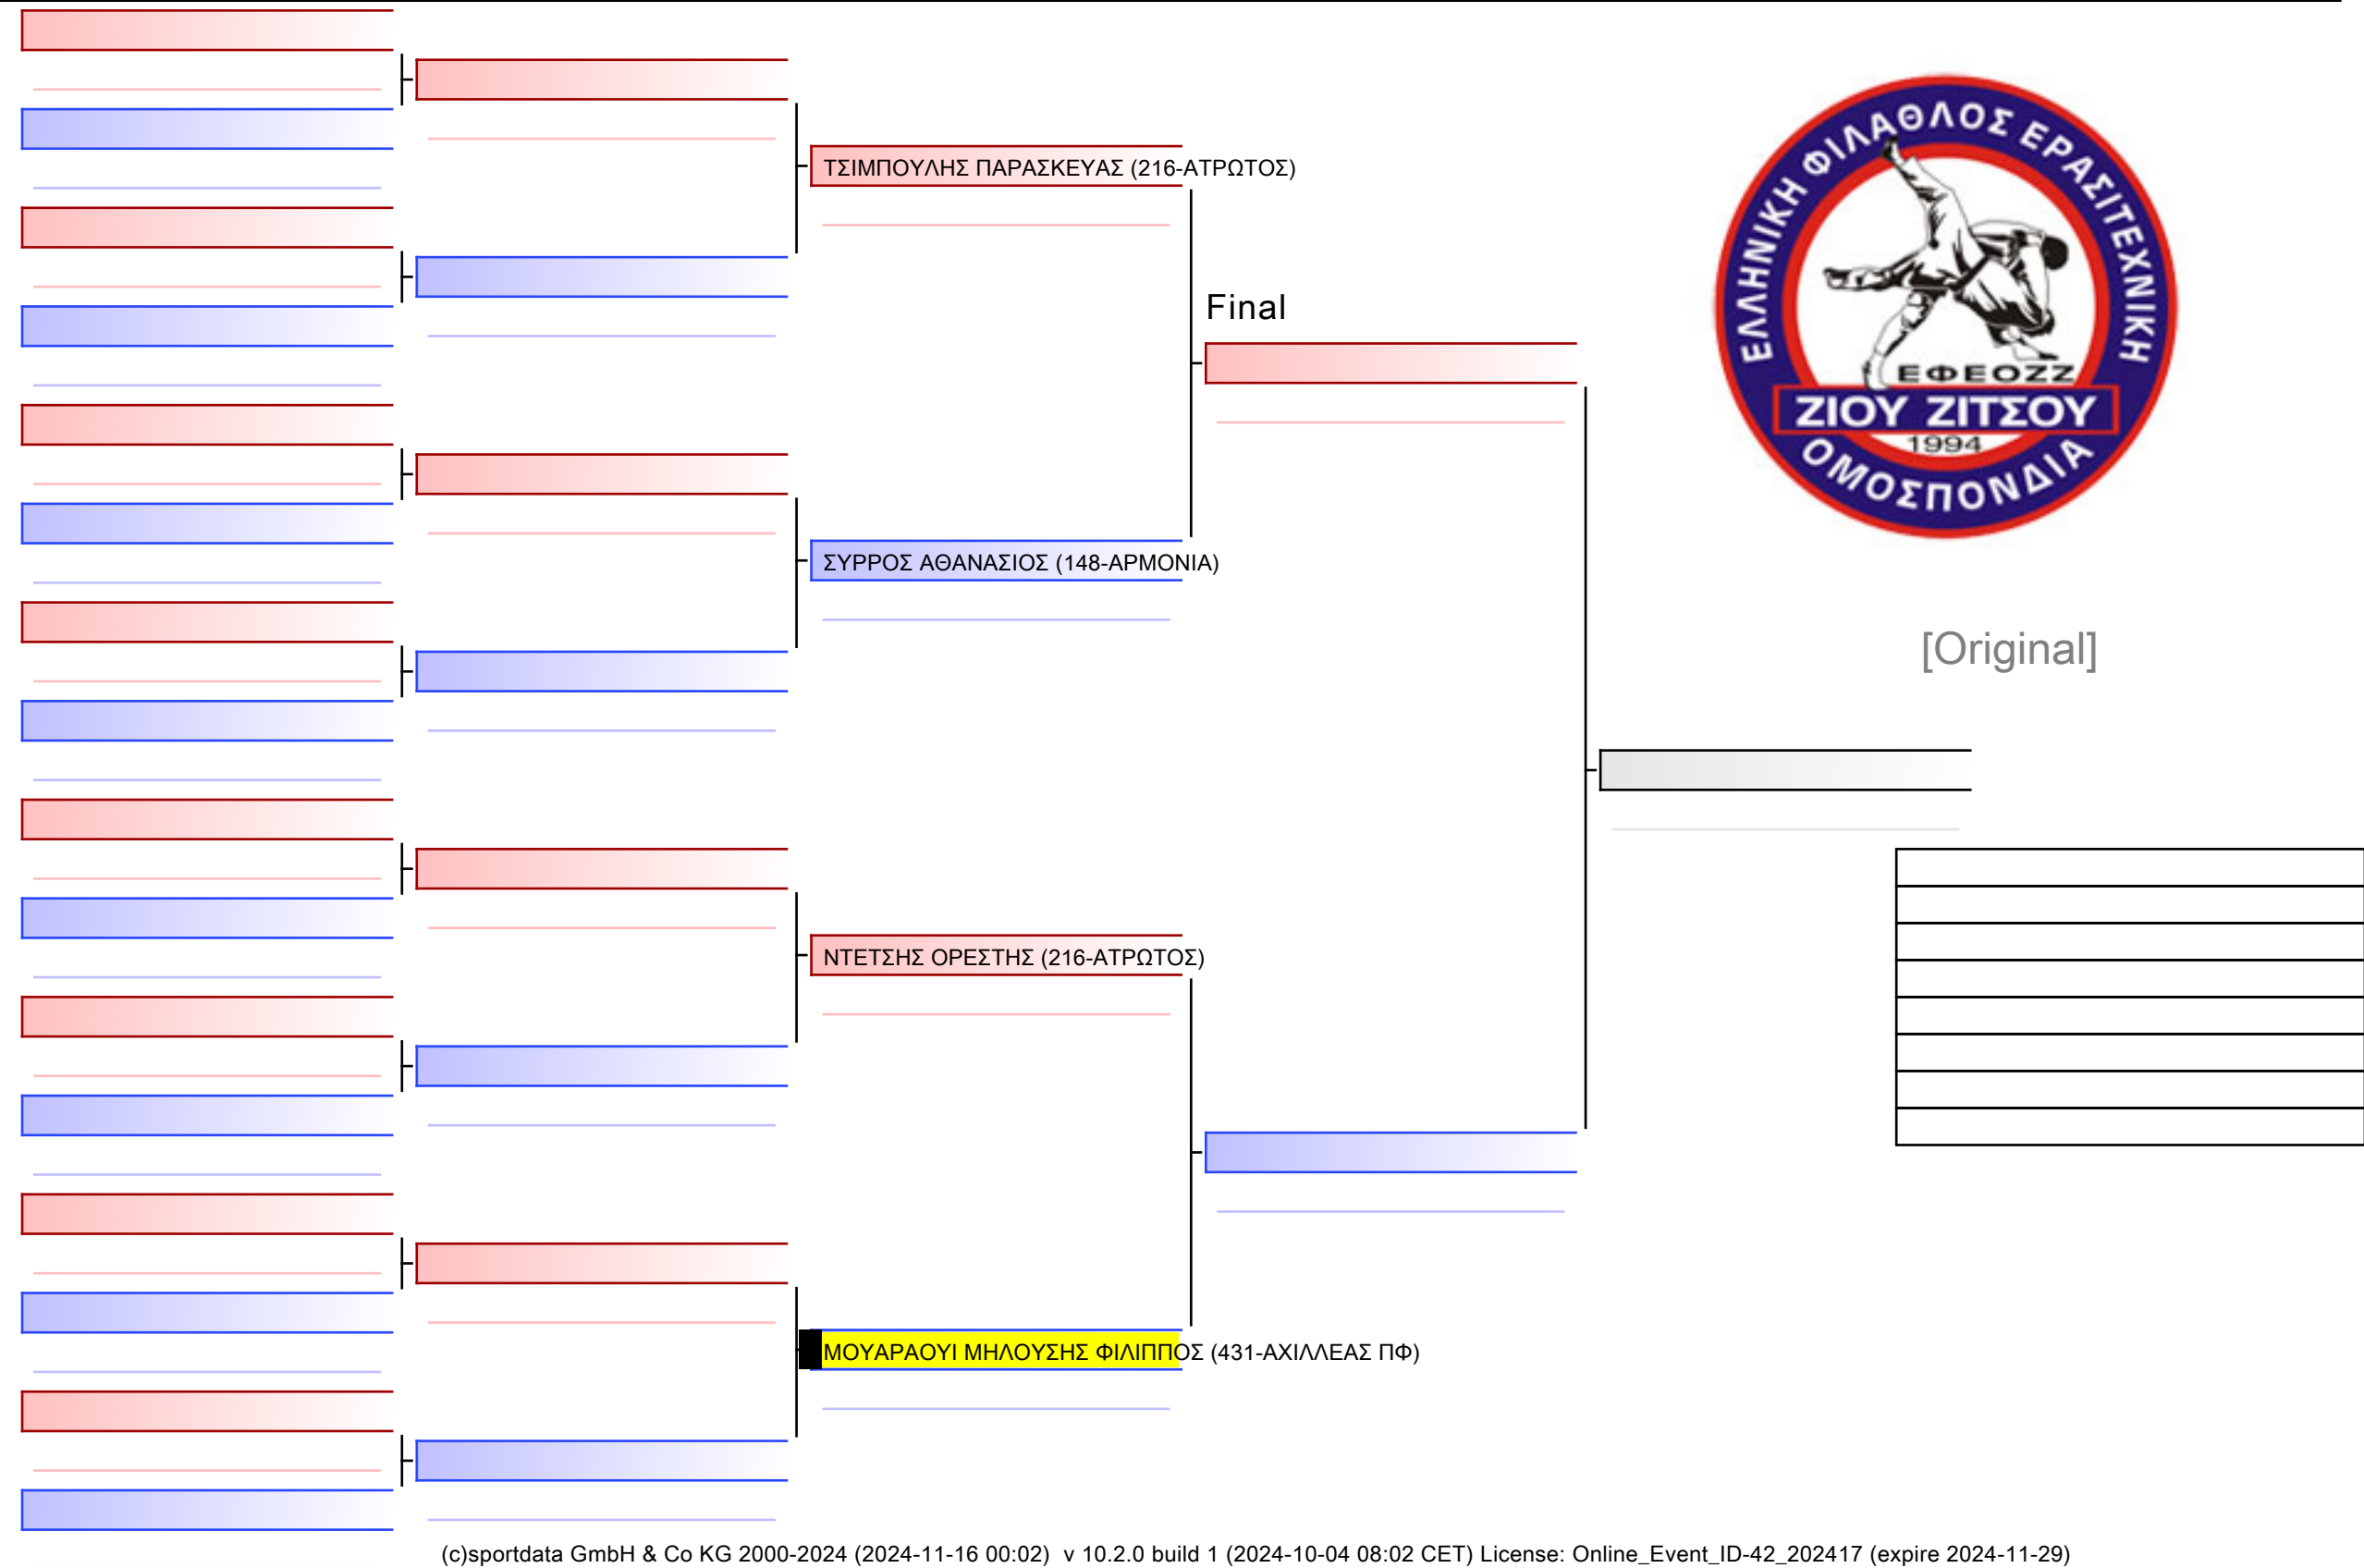 ΤΣΙΜΠΟΥΛΗΣ ΠΑΡΑΣΚΕΥΑΣ (216-ΑΤΡΩΤΟΣ)
Final
ΣΥΡΡΟΣ ΑΘΑΝΑΣΙΟΣ (148-ΑΡΜΟΝΙΑ)
ΕΛΛΗΝΙΚΗ ΦΙΛΑΘΛΟΣ ΕΡΑΣΙΤΕΧΝΙΚΗ
ΕΦΕΟΖΖ
ΖΙΟΥ ΖΙΤΣΟΥ
1994
ΟΜΟΣΠΟΝΔΙΑ
[Original]
ΝΤΕΤΣΗΣ ΟΡΕΣΤΗΣ (216-ΑΤΡΩΤΟΣ)
ΜΟΥΑΡΑΟΥΙ ΜΗΛΟΥΣΗΣ ΦΙΛΙΠΠΟΣ (431-ΑΧΙΛΛΕΑΣ ΠΦ)
(c)sportdata GmbH & Co KG 2000-2024 (2024-11-16 00:02) v 10.2.0 build 1 (2024-10-04 08:02 CET) License: Online_Event_ID-42_202417 (expire 2024-11-29)